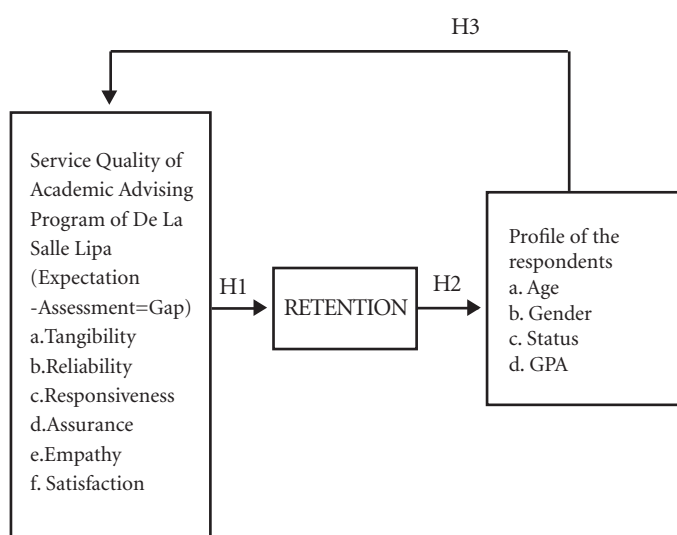 H3
Service Quality of
Academic Advising
Program of De La
Salle Lipa
(Expectation
-Assessment=Gap)
a.Tangibility
b.Reliability
c.Responsiveness
d.Assurance
e.Empathy
f. Satisfaction
H1
RETENTION
H2
Profile of the
respondents
a. Age
b. Gender
c. Status
d. GPA